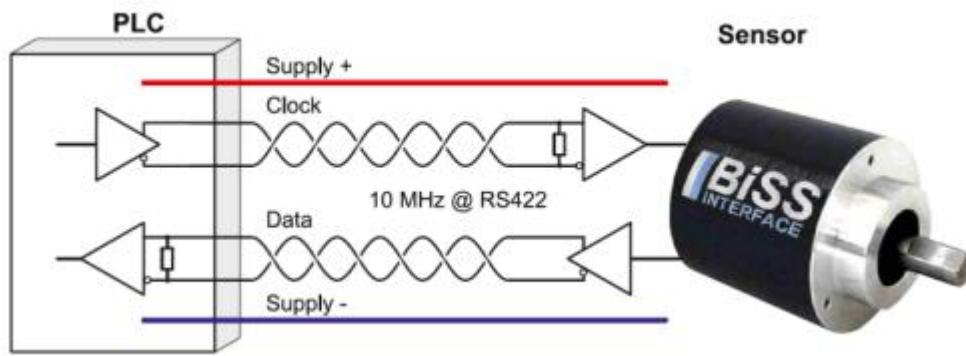 PLC
Sensor
Supply +
Clock
10 MHz @ RS422
Data
Supply -
BiSS
INTERFACE